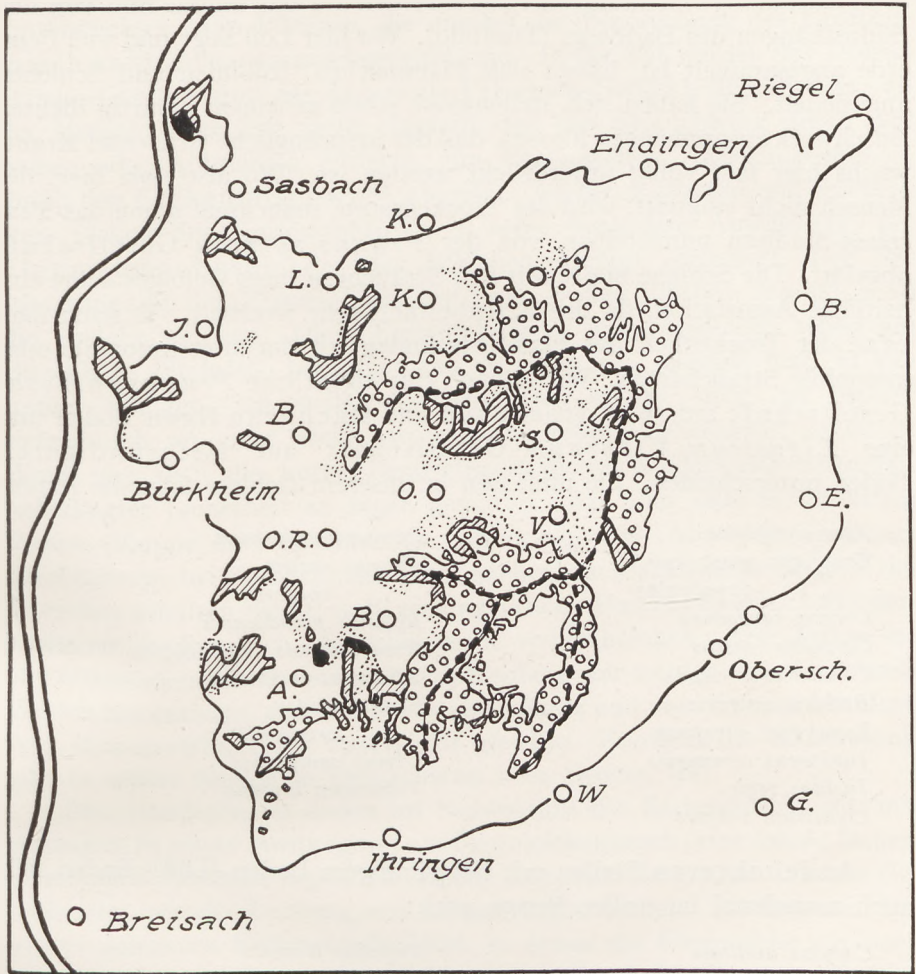 Riegel
Endingen
Sasbach
K.
L.
K.
B.
J.
B.
S.
Burkheim
O.
V
E.
O.R.
B.
Obersch.
A.
W
G.
Ihringen
Breisach